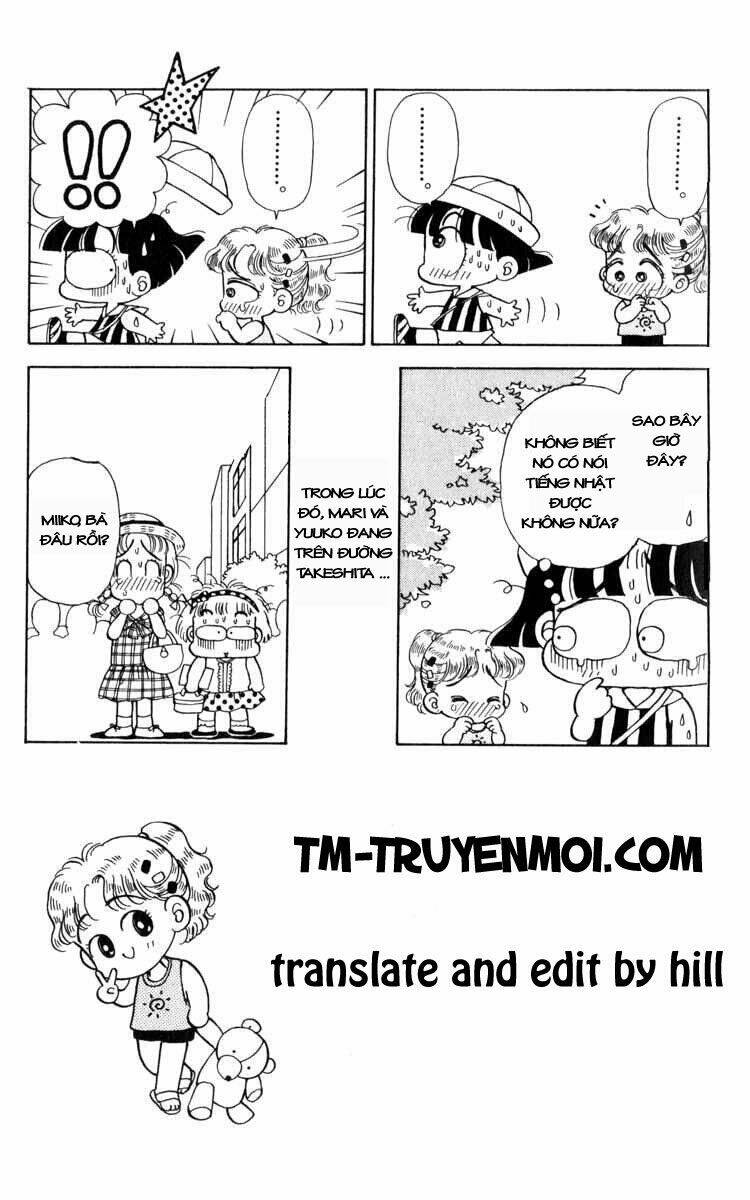 .........
.........
.........
!!
SAO BÂY
GIỜ
ĐÂY?
KHÔNG BIẾT
NÓ CÓ NÓI
TIẾNG NHẬT
ĐƯỢC
KHÔNG NỮA?
TRONG LÚC
ĐÓ, MARI VÀ
YUUKO ĐANG
TRÊN ĐƯỜNG
TAKESHITA ...
MIIKO, BÀ
ĐÂU RỒI?
TM-TRUYENMOI.COM
translate and edit by hill